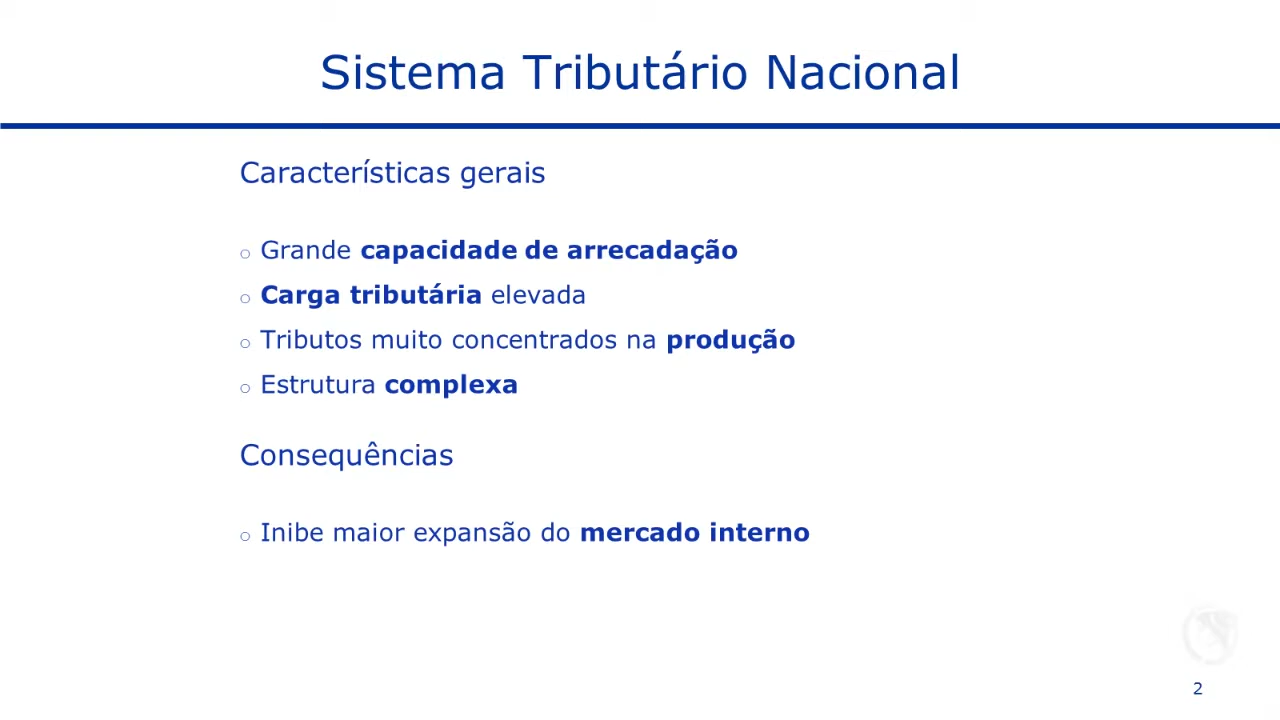 Sistema Tributário Nacional
Características gerais
o Grande capacidade de arrecadação
o Carga tributária elevada
o Tributos muito concentrados na produção
o Estrutura complexa
Consequências
o Inibe maior expansão do mercado interno
2